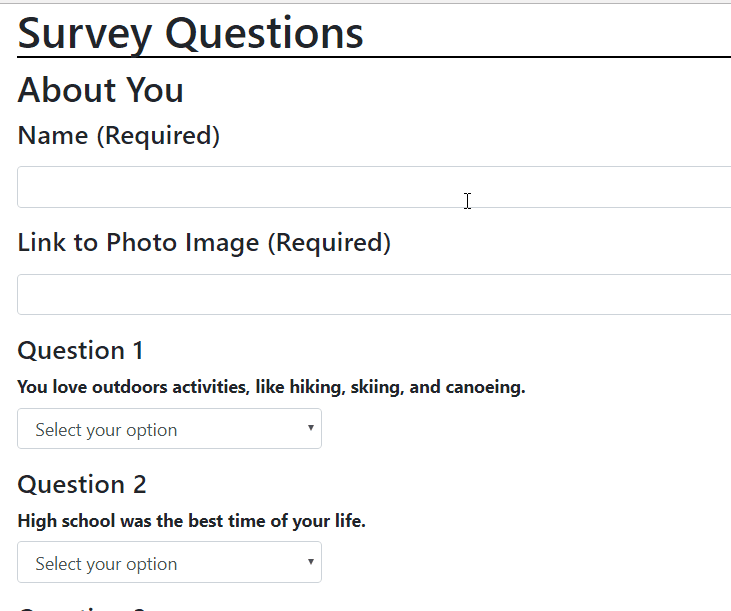 Survey Questions
About You
Name (Required)
Link to Photo Image (Required)
Question 1
You love outdoors activities, like hiking, skiing, and canoeing.
Select your option
Question 2
High school was the best time of your life.
Select your option